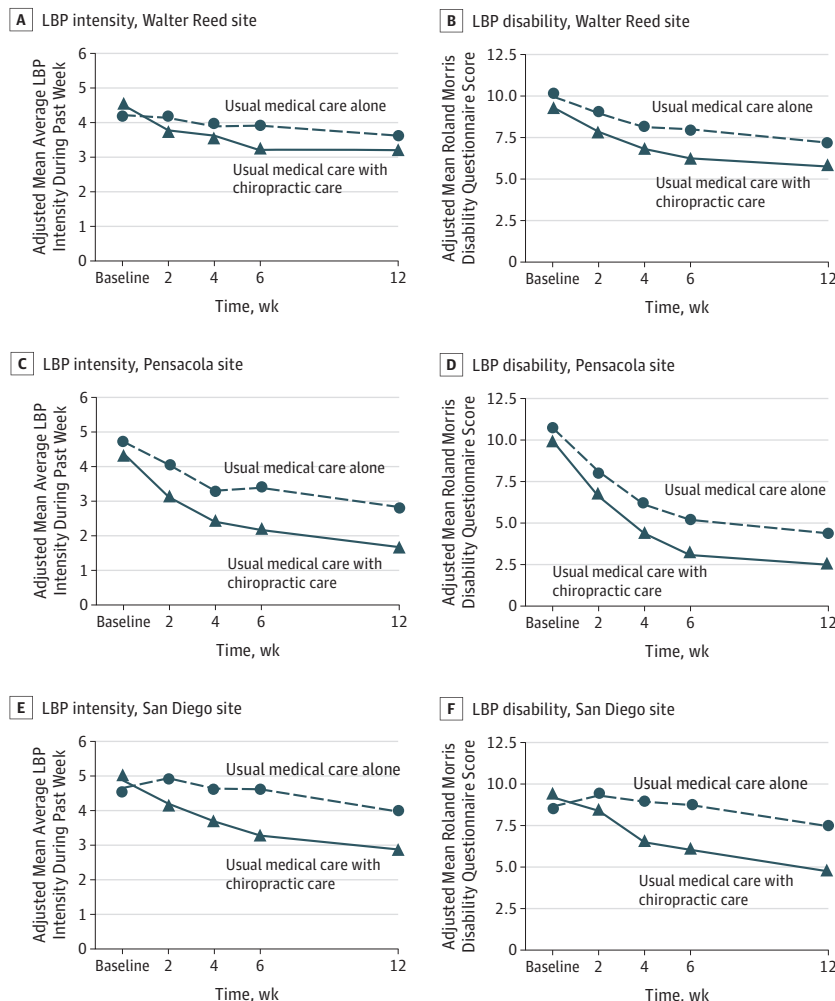 A LBP intensity, Walter Reed site
Adjusted Mean Average LBP
Intensity During Past Week
6
5
4
3
2
1
0
Usual medical care alone
Usual medical care with
chiropractic care
Baseline 2 4 6 12
Time, wk
B LBP disability, Walter Reed site
Adjusted Mean Roland Morris
Disability Questionnaire Score
12.5
10.0
7.5
5.0
2.5
0
Usual medical care alone
Usual medical care with
chiropractic care
Baseline 2 4 6 12
Time, wk
C LBP intensity, Pensacola site
Adjusted Mean Average LBP
Intensity During Past Week
6
5
4
3
2
1
0
Usual medical care alone
Usual medical care with
chiropractic care
Baseline 2 4 6 12
Time, wk
D LBP disability, Pensacola site
Adjusted Mean Roland Morris
Disability Questionnaire Score
12.5
10.0
7.5
5.0
2.5
0
Usual medical care alone
Usual medical care with
chiropractic care
Baseline 2 4 6 12
Time, wk
E LBP intensity, San Diego site
Adjusted Mean Average LBP
Intensity During Past Week
6
5
4
3
2
1
0
Usual medical care alone
Usual medical care with
chiropractic care
Baseline 2 4 6 12
Time, wk
F LBP disability, San Diego site
Adjusted Mean Roland Morris
Disability Questionnaire Score
12.5
10.0
7.5
5.0
2.5
0
Usual medical care alone
Usual medical care with
chiropractic care
Baseline 2 4 6 12
Time, wk